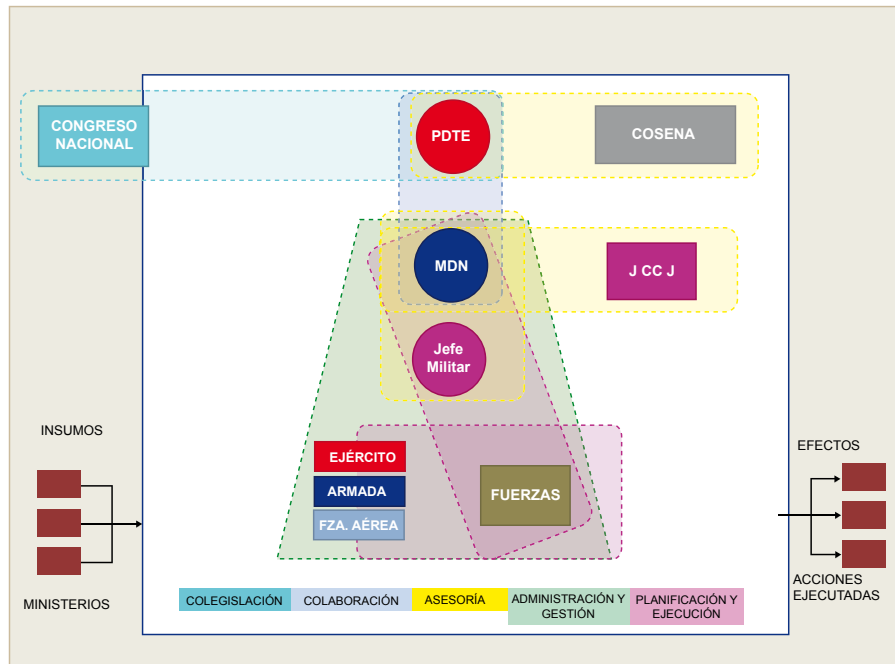 CONGRESO
NACIONAL
PDTE
COSENA
MDN
J CC J
Jefe
Militar
INSUMOS
EJÉRCITO
ARMADA
FZA. AÉREA
FUERZAS
EFECTOS
MINISTERIOS
ACCIONES
EJECUTADAS
COLEGISLACIÓN
COLABORACIÓN
ASESORÍA
ADMINISTRACIÓN Y
GESTIÓN
PLANIFICACIÓN Y
EJECUCIÓN